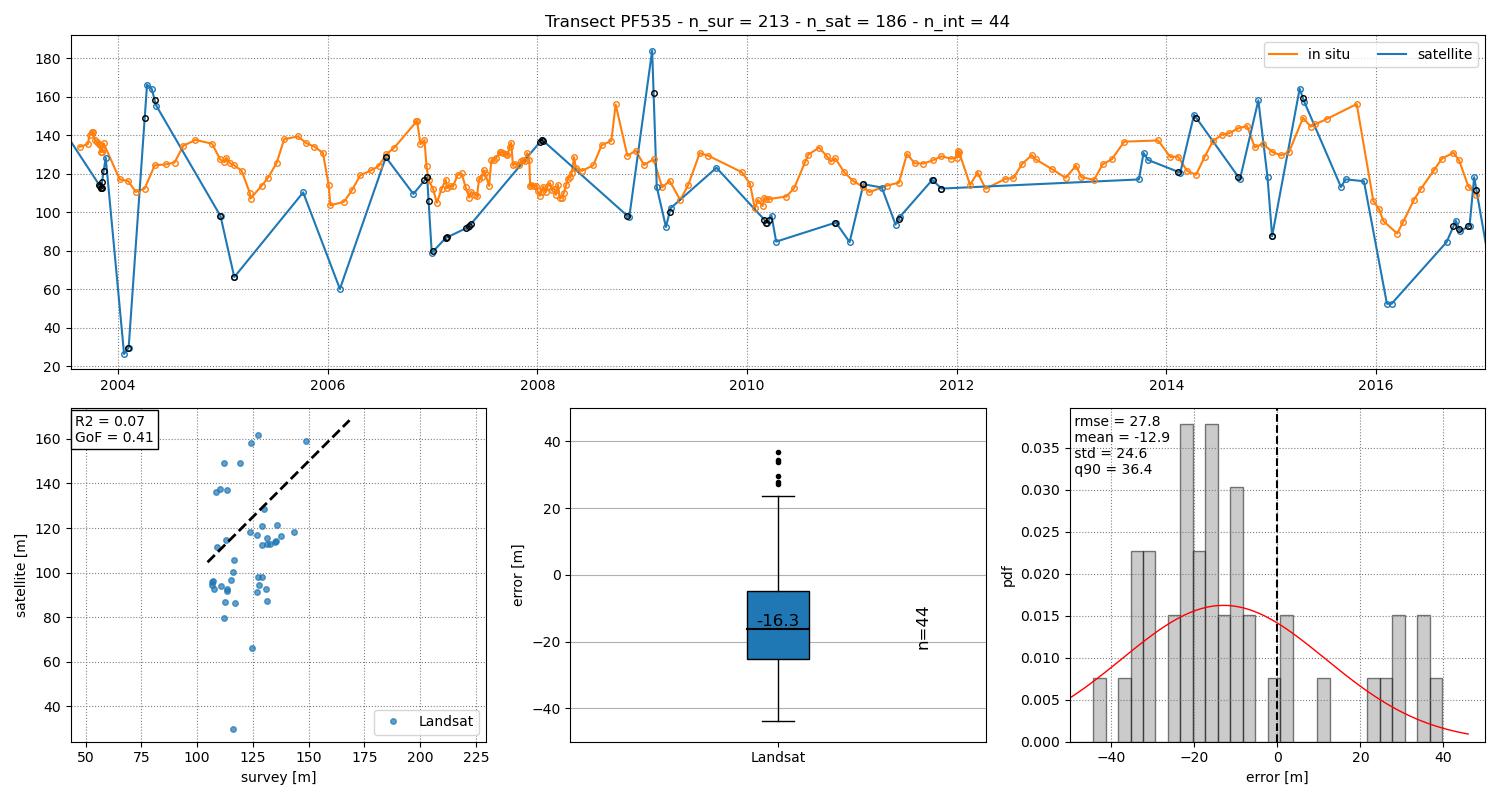 Transect PF535 - n_sur = 213 - n_sat = 186 - n_int = 44
in situ
satellite
180
160
140
120
100
80
60
40
20
2004
2006
2008
2010
2012
2014
2016
R2 = 0.07
GoF = 0.41
160
140
120
100
80
60
40
satellite [m]
Landsat
50
75
100
125
150
175
200
225
survey [m]
40
20
0
−20
−40
error [m]
-16.3
n=44
Landsat
rmse = 27.8
mean = -12.9
std = 24.6
q90 = 36.4
0.035
0.030
0.025
0.020
0.015
0.010
0.005
0.000
pdf
−40
−20
0
20
40
error [m]